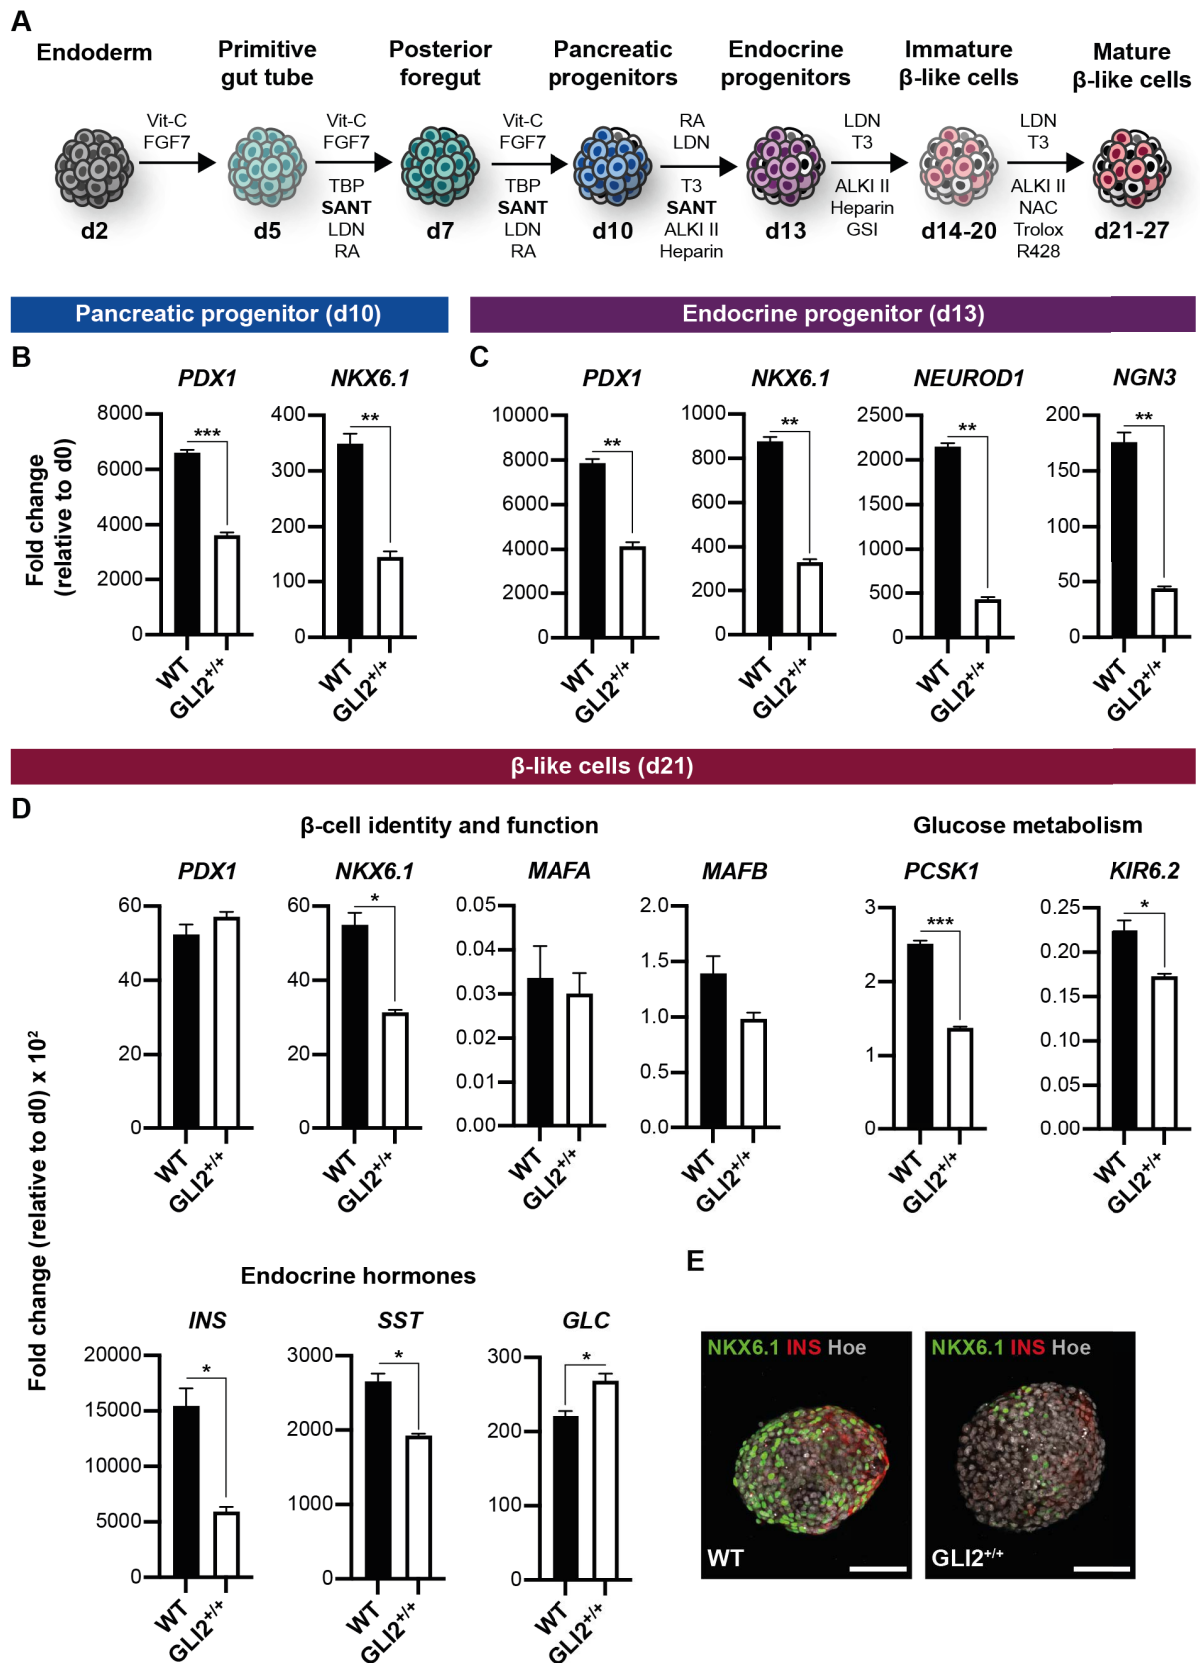 A
Endoderm
Primitive
gut tube
Posterior
foregut
Pancreatic
progenitors
Endocrine
progenitors
Immature
β-like cells
Mature
β-like cells
Vit-C
FGF7
Vit-C
FGF7
TBP
SANT
LDN
RA
Vit-C
FGF7
TBP
SANT
LDN
RA
RA
LDN
T3
SANT
ALKI II
Heparin
LDN
T3
ALKI II
Heparin
GSI
LDN
T3
ALKI II
NAC
Trolox
R428
d2
d5
d7
d10
d13
d14-20
d21-27
Pancreatic progenitor (d10)
Endocrine progenitor (d13)
B
Fold change
(relative to d0)
PDX1
8000
6000
4000
2000
0
***
WT
GLI2+/+
NKX6.1
400
300
200
100
0
**
WT
GLI2+/+
C
PDX1
10000
8000
6000
4000
2000
0
**
WT
GLI2+/+
NKX6.1
1000
800
600
400
200
0
**
WT
GLI2+/+
NEUROD1
2500
2000
1500
1000
500
0
**
WT
GLI2+/+
NGN3
200
150
100
50
0
**
WT
GLI2+/+
β-like cells (d21)
D
Fold change (relative to d0) x 10²
β-cell identity and function
Glucose metabolism
PDX1
60
40
20
0
WT
GLI2+/+
NKX6.1
60
40
20
0
*
WT
GLI2+/+
MAFA
0.05
0.04
0.03
0.02
0.01
0.00
WT
GLI2+/+
MAFB
2.0
1.5
1.0
0.5
0.0
WT
GLI2+/+
PCSK1
3
2
1
0
***
WT
GLI2+/+
KIR6.2
0.25
0.20
0.15
0.10
0.05
0.00
*
WT
GLI2+/+
Endocrine hormones
INS
20000
15000
10000
5000
0
*
WT
GLI2+/+
SST
3000
2000
1000
0
*
WT
GLI2+/+
GLC
300
200
100
0
*
WT
GLI2+/+
E
NKX6.1 INS Hoe
WT
NKX6.1 INS Hoe
GLI2+/+